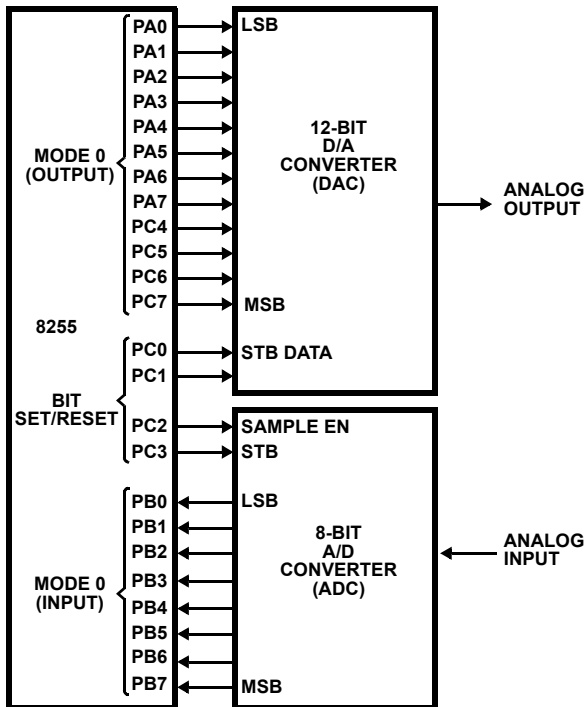 PA0 LSB
PA1
PA2
PA3
PA4
PA5
PA6
PA7
PC4
PC5
PC6
PC7 MSB
MODE 0
(OUTPUT)
12-BIT
D/A
CONVERTER
(DAC)
ANALOG
OUTPUT
8255
PC0 STB DATA
PC1
BIT
SET/RESET
PC2 SAMPLE EN
PC3 STB
PB0 LSB
PB1
PB2
PB3
PB4
PB5
PB6
PB7 MSB
MODE 0
(INPUT)
8-BIT
A/D
CONVERTER
(ADC)
ANALOG
INPUT